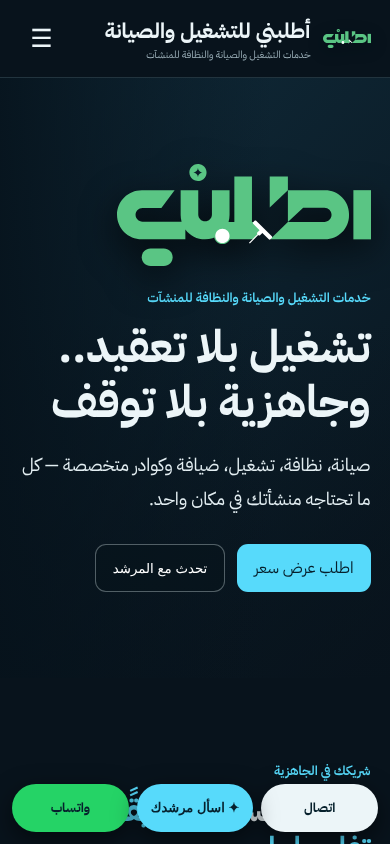 أطلبني للتشغيل والصيانة
خدمات التشغيل والصيانة والنظافة للمنشآت
اطلبني
خدمات التشغيل والصيانة والنظافة للمنشآت
تشغيل بلا تعقيد..
وجاهزية بلا توقف
صيانة، نظافة، تشغيل، ضيافة وكوادر متخصصة — كل
ما تحتاجه منشأتك في مكان واحد.
اطلب عرض سعر
تحدث مع المرشد
شريكك في الجاهزية
اتصال
✦ اسأل مرشدك
واتساب